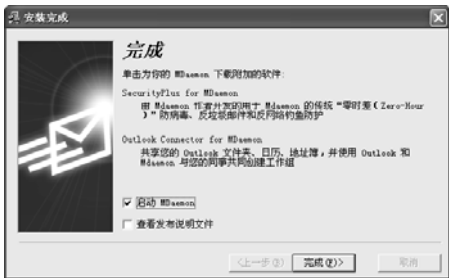 安装完成
完成
单击为你的 MDaemon 下载附加的软件:
SecurityPlus for MDaemon
由 Mdaemon 作者开发的用于 Mdaemon 的传统 “零时差(Zero-Hour
)” 防病毒、反垃圾邮件和反网络钓鱼防护
Outlook Connector for MDaemon
共享您的 Outlook 文件夹、日历、地址簿，并使用 Outlook 和
Mdaemon 与您的同事共同创建工作组
启动 MDaemon
查看发布说明文件
<上一步(B) 完成(F)> 取消